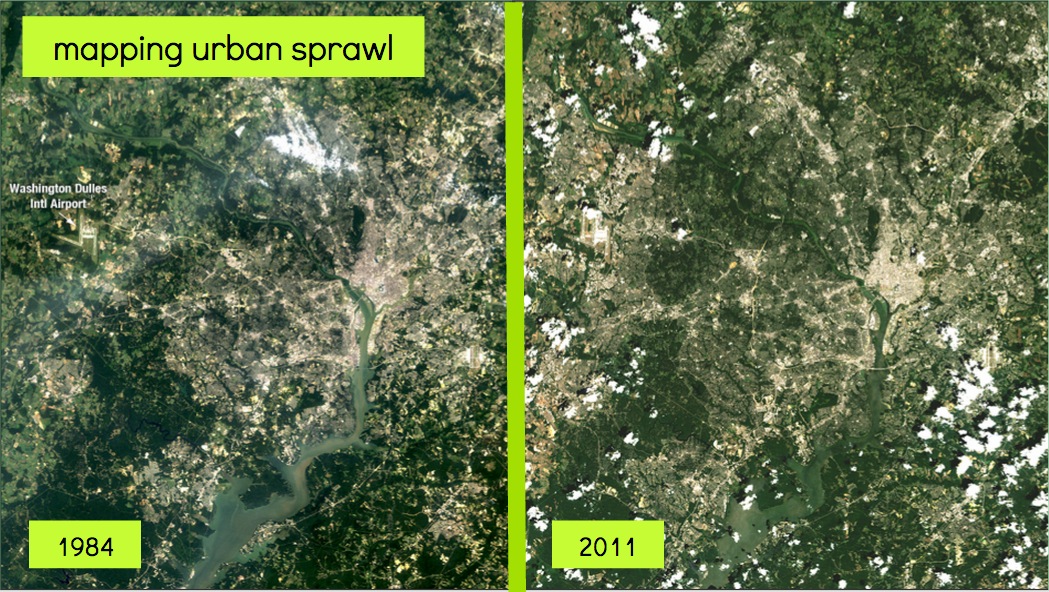 mapping urban sprawl
Washington Dulles
Intl Airport
1984
2011